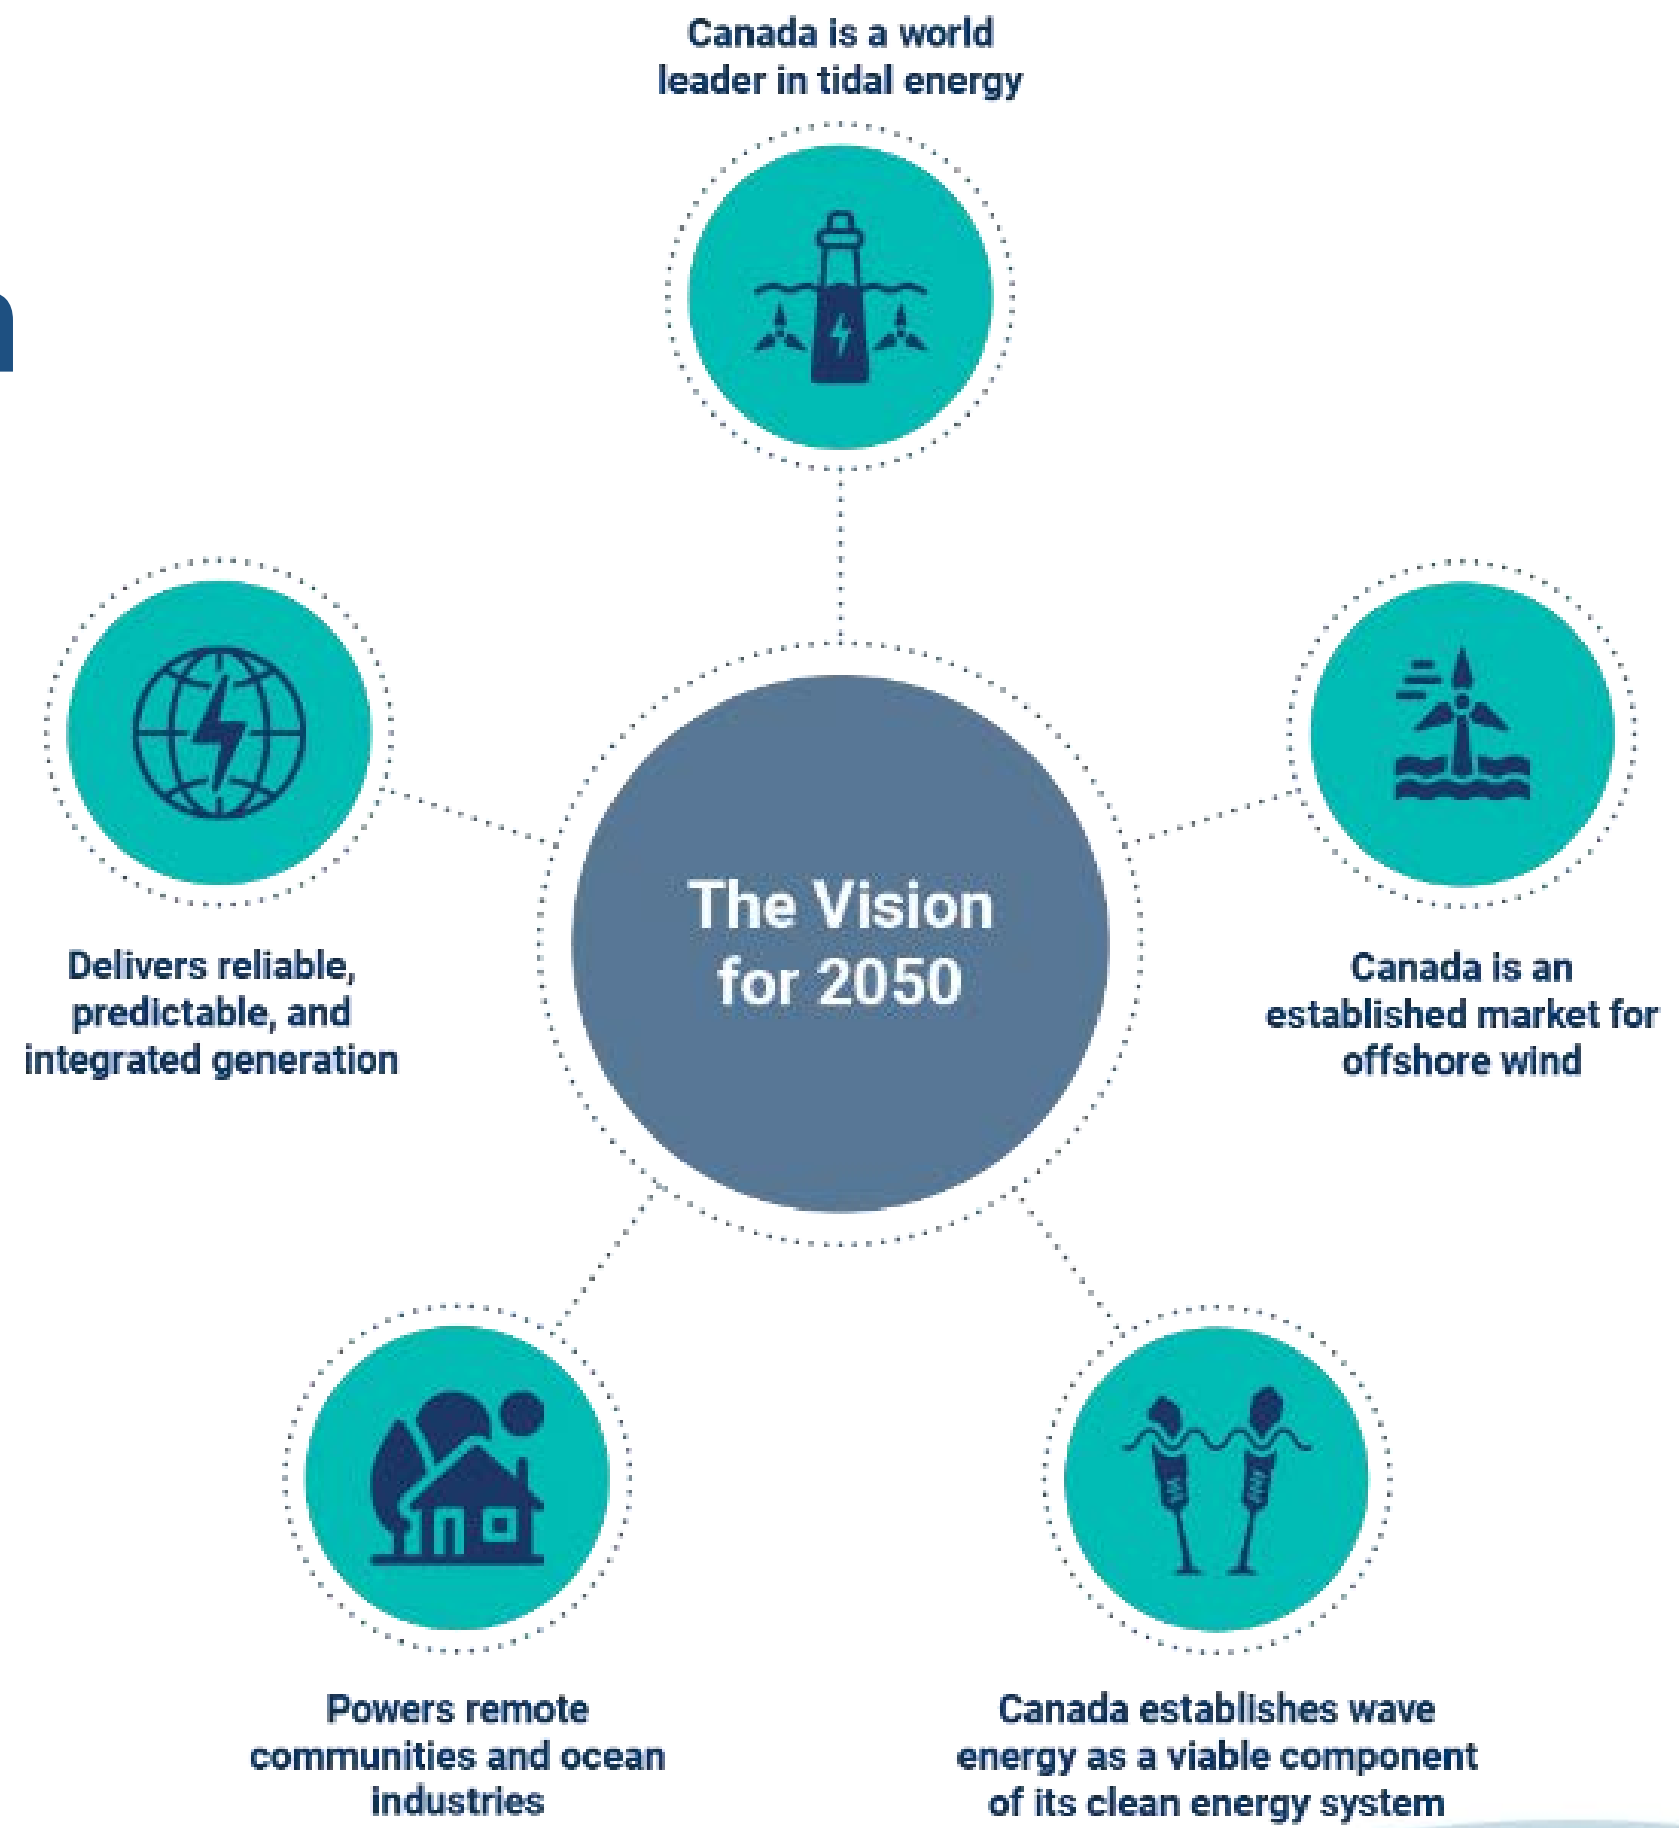 Canada is a world
leader in tidal energy
The Vision
for 2050
Delivers reliable,
predictable, and
integrated generation
Canada is an
established market for
offshore wind
Powers remote
communities and ocean
industries
Canada establishes wave
energy as a viable component
of its clean energy system